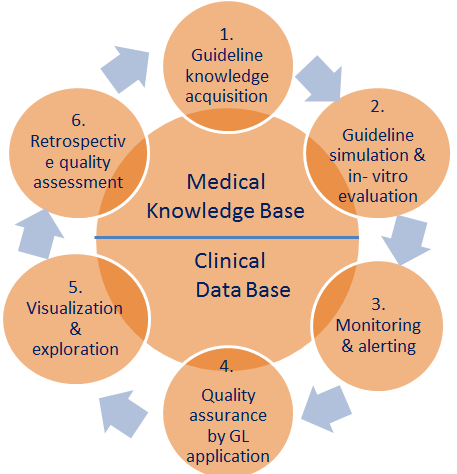 1.
Guideline
knowledge
acquisition
2.
Guideline
simulation &
in- vitro
evaluation
3.
Monitoring
& alerting
4.
Quality
assurance
by GL
application
5.
Visualization
&
exploration
6.
Retrospectiv
e quality
assessment
Medical
Knowledge Base
Clinical
Data Base